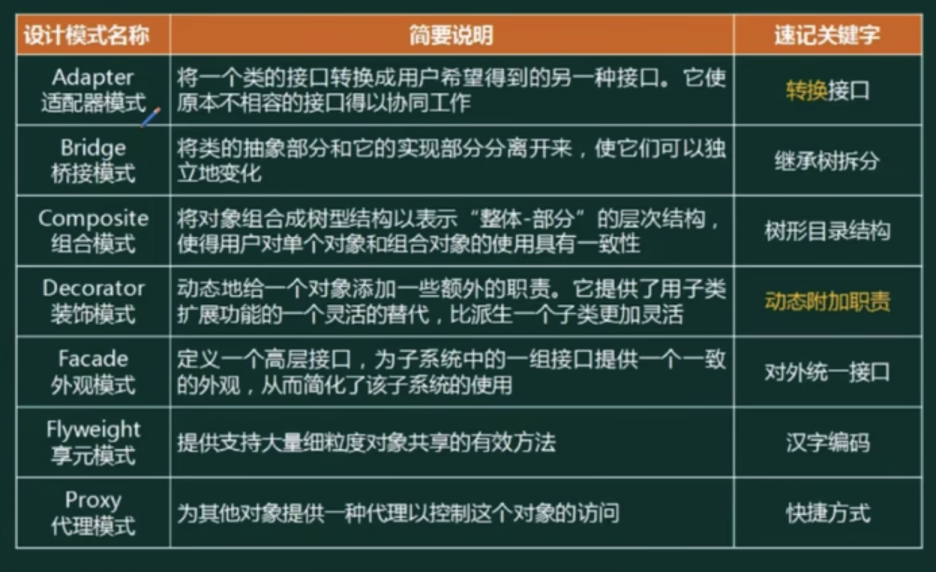 设计模式名称 简要说明 速记关键字
Adapter
适配器模式
将一个类的接口转换成用户希望得到的另一种接口。它使
原本不相容的接口得以协同工作
转换接口
Bridge
桥接模式
将类的抽象部分和它的实现部分分离开来，使它们可以独
立地变化
继承树拆分
Composite
组合模式
将对象组合成树型结构以表示“整体-部分”的层次结构，
使得用户对单个对象和组合对象的使用具有一致性
树形目录结构
Decorator
装饰模式
动态地给一个对象添加一些额外的职责。它提供了用子类
扩展功能的一个灵活的替代，比派生一个子类更加灵活
动态附加职责
Facade
外观模式
定义一个高层接口，为子系统中的一组接口提供一个一致
的外观，从而简化了该子系统的使用
对外统一接口
Flyweight
享元模式
提供支持大量细粒度对象共享的有效方法
汉字编码
Proxy
代理模式
为其他对象提供一种代理以控制这个对象的访问
快捷方式